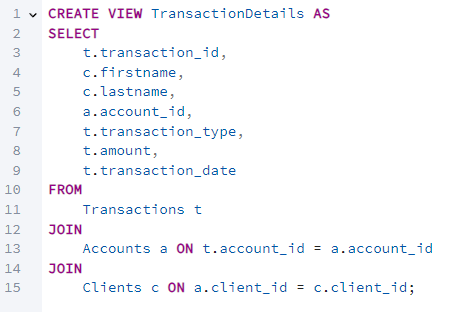 1 CREATE VIEW TransactionDetails AS
2 SELECT
3 t.transaction_id,
4 c.firstname,
5 c.lastname,
6 a.account_id,
7 t.transaction_type,
8 t.amount,
9 t.transaction_date
10 FROM
11 Transactions t
12 JOIN
13 Accounts a ON t.account_id = a.account_id
14 JOIN
15 Clients c ON a.client_id = c.client_id;